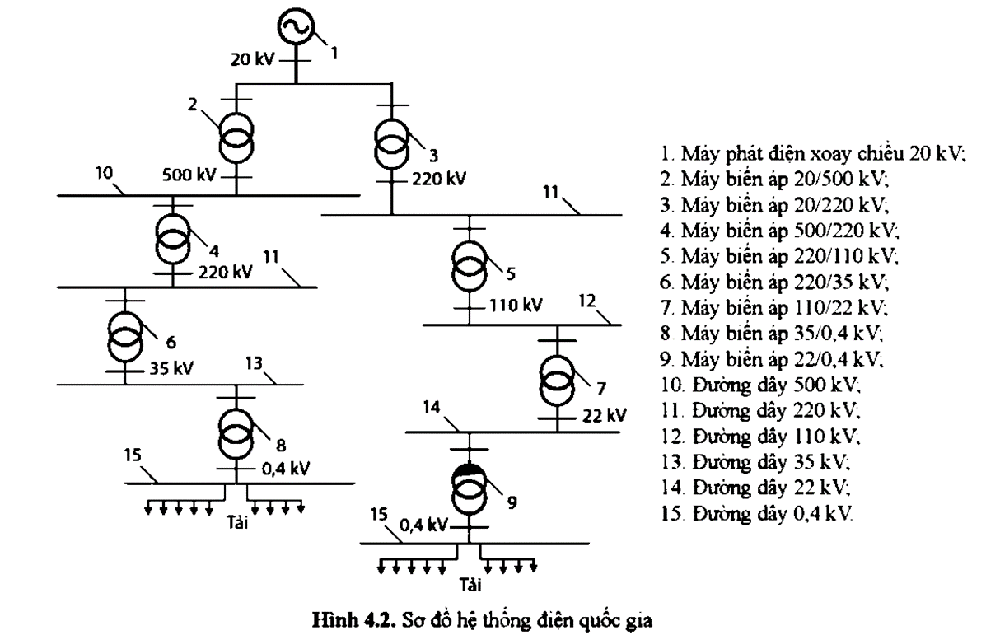 1
20 kV
2
3
500 kV
220 kV
10
11
4
220 kV
11
5
110 kV
12
6
35 kV
13
7
22 kV
14
8
0,4 kV
15
Tải
9
0,4 kV
15
Tải
1. Máy phát điện xoay chiều 20 kV;
2. Máy biến áp 20/500 kV;
3. Máy biến áp 20/220 kV;
4. Máy biến áp 500/220 kV;
5. Máy biến áp 220/110 kV;
6. Máy biến áp 220/35 kV;
7. Máy biến áp 110/22 kV;
8. Máy biến áp 35/0,4 kV;
9. Máy biến áp 22/0,4 kV;
10. Đường dây 500 kV;
11. Đường dây 220 kV;
12. Đường dây 110 kV;
13. Đường dây 35 kV;
14. Đường dây 22 kV;
15. Đường dây 0,4 kV.
Hình 4.2. Sơ đồ hệ thống điện quốc gia